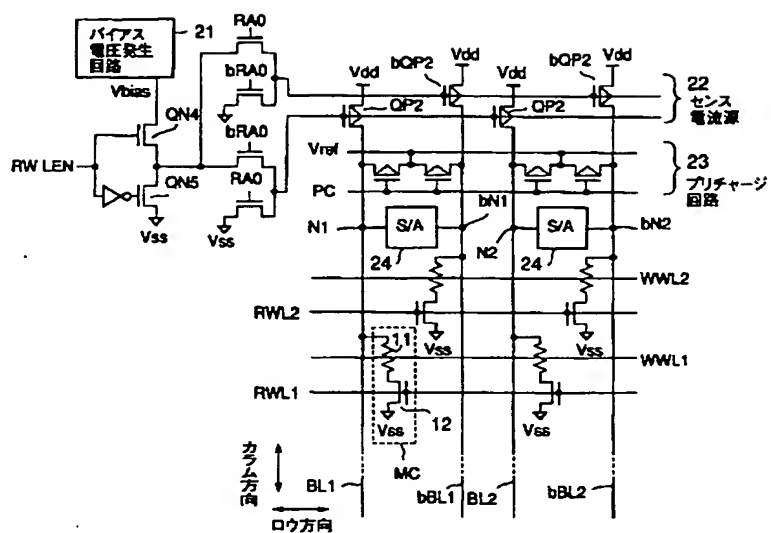 バイアス
電圧発生
回路
21
Vbias
QN4
RWLEN
QN5
Vss
RA0
bRA0
bRA0
RA0
Vss
Vdd
bQP2
Vdd
QP2
Vdd
bQP2
Vdd
QP2
22
センス
電流源
Vref
PC
23
プリチャージ
回路
N1
S/A
24
bN1
N2
S/A
24
bN2
WWL2
RWL2
Vss
Vss
11
WWL1
RWL1
12
Vss
Vss
MC
カラム方向
ロウ方向
BL1
bBL1
BL2
bBL2